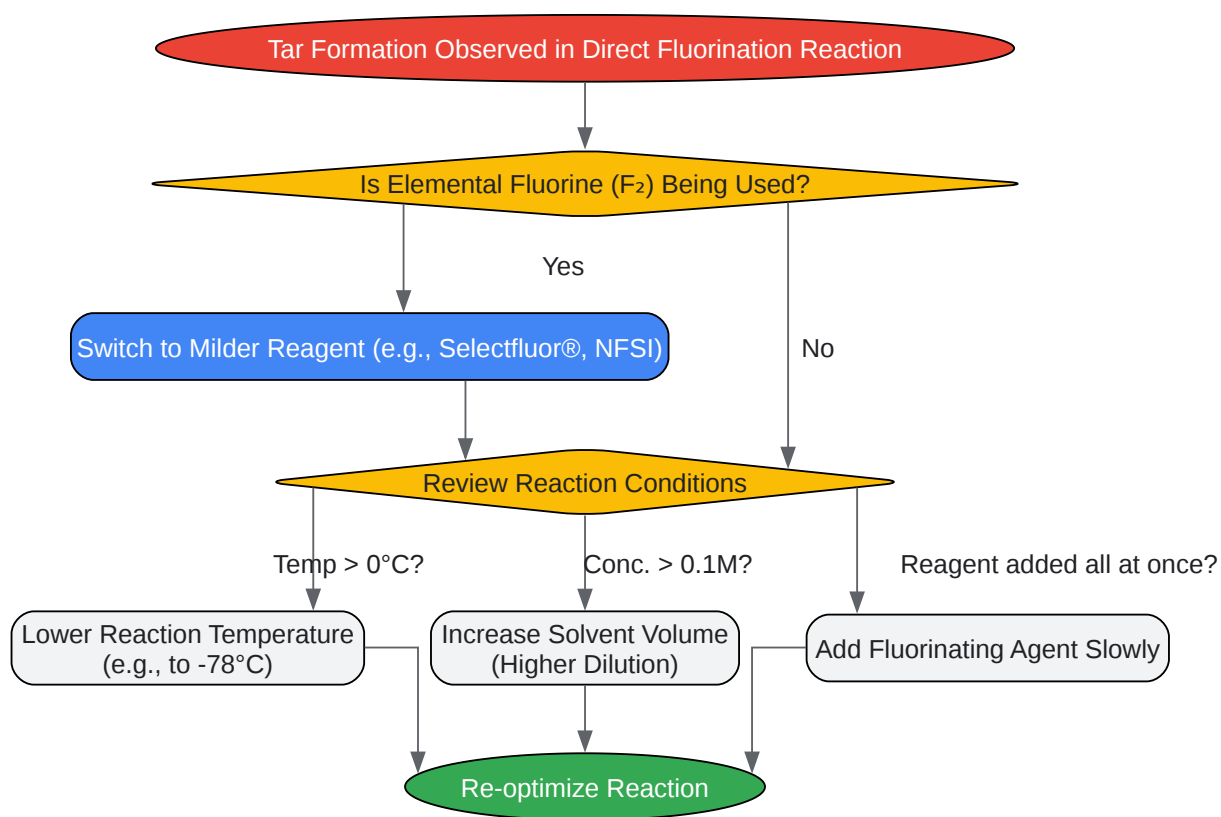 Tar Formation Observed in Direct Fluorination Reaction
Is Elemental Fluorine (F₂) Being Used?
Yes
Switch to Milder Reagent (e.g., Selectfluor®, NFSI)
No
Review Reaction Conditions
Temp > 0°C?
Conc. > 0.1M?
Reagent added all at once?
Lower Reaction Temperature
(e.g., to -78°C)
Increase Solvent Volume
(Higher Dilution)
Add Fluorinating Agent Slowly
Re-optimize Reaction